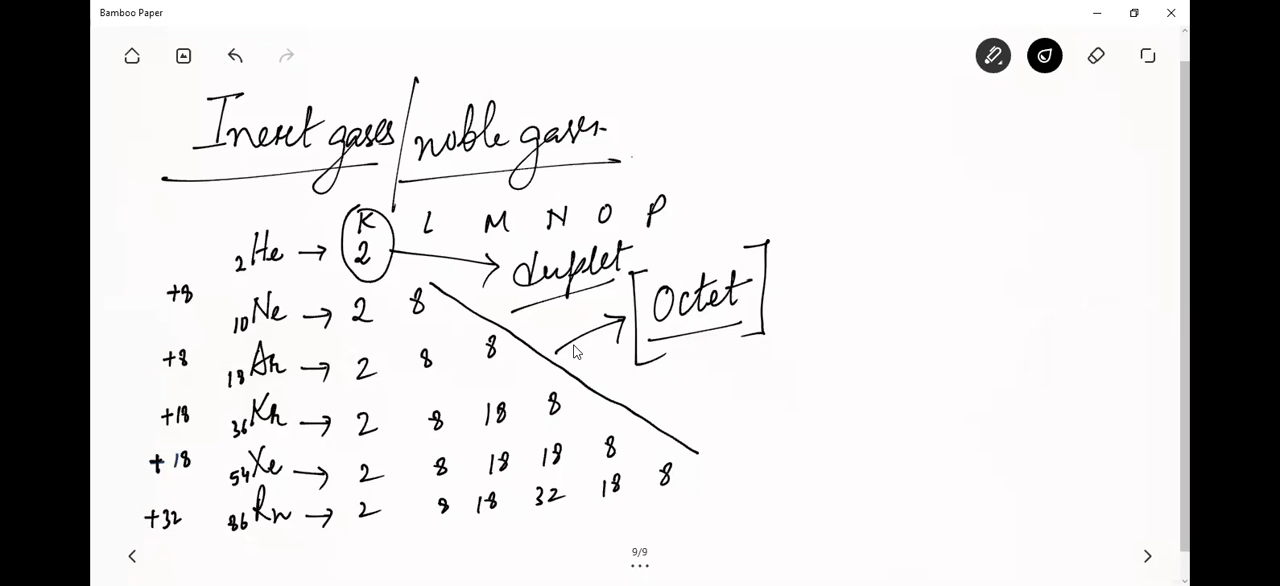 Bamboo Paper
Inert gases / noble gases.
K L M N O P
2He → 2 → duplet
+8 10Ne → 2 8 → [Octet]
+8 18Ar → 2 8 8
+18 36Kr → 2 8 18 8
+18 54Xe → 2 8 18 18 8
+32 86Rn → 2 8 18 32 18 8
9/9